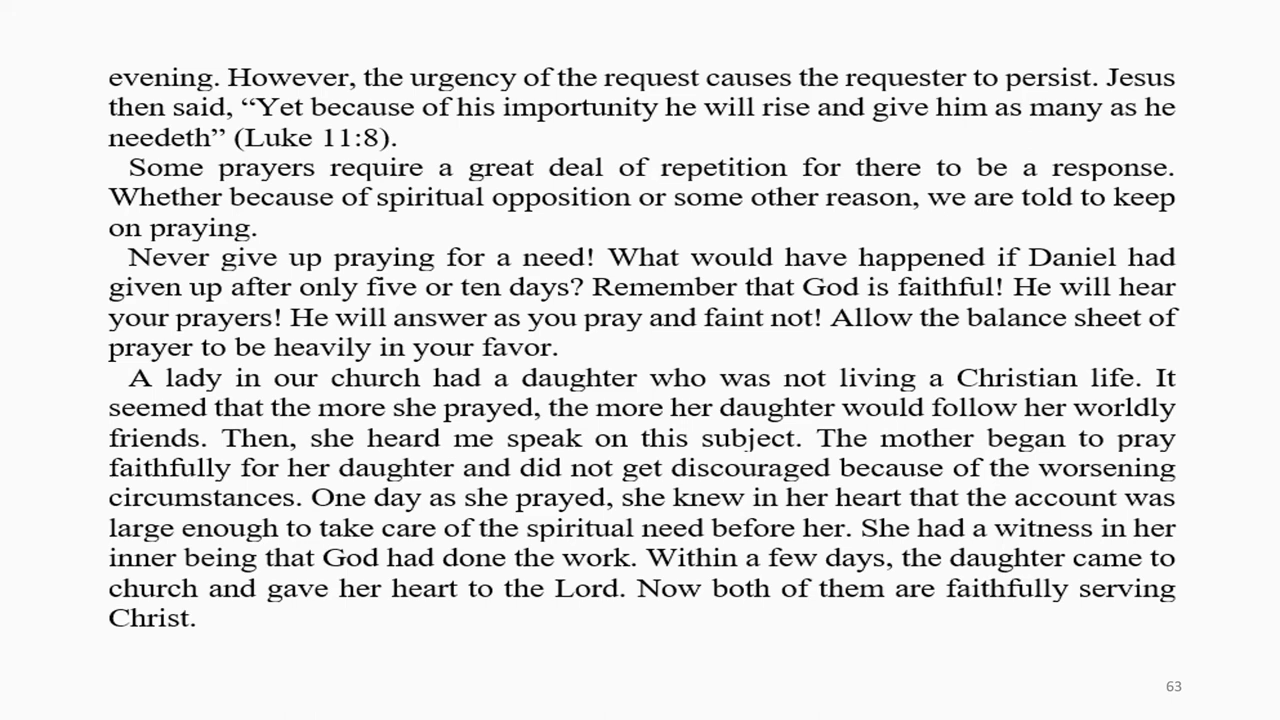 evening. However, the urgency of the request causes the requester to persist. Jesus
then said, “Yet because of his importunity he will rise and give him as many as he
needeth” (Luke 11:8).
Some prayers require a great deal of repetition for there to be a response.
Whether because of spiritual opposition or some other reason, we are told to keep
on praying.
Never give up praying for a need! What would have happened if Daniel had
given up after only five or ten days? Remember that God is faithful! He will hear
your prayers! He will answer as you pray and faint not! Allow the balance sheet of
prayer to be heavily in your favor.
A lady in our church had a daughter who was not living a Christian life. It
seemed that the more she prayed, the more her daughter would follow her worldly
friends. Then, she heard me speak on this subject. The mother began to pray
faithfully for her daughter and did not get discouraged because of the worsening
circumstances. One day as she prayed, she knew in her heart that the account was
large enough to take care of the spiritual need before her. She had a witness in her
inner being that God had done the work. Within a few days, the daughter came to
church and gave her heart to the Lord. Now both of them are faithfully serving
Christ.
63